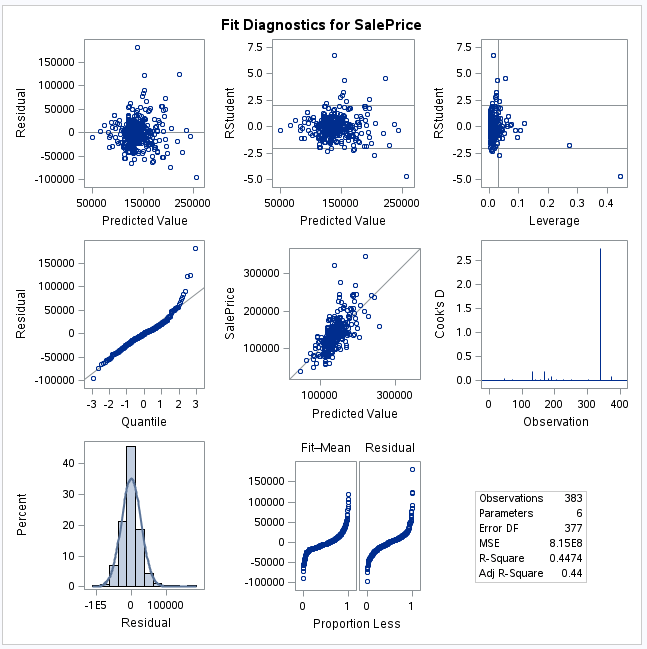 Fit Diagnostics for SalePrice
150000
100000
50000
0
-50000
-100000
Residual
50000 150000 250000
Predicted Value
7.5
5.0
2.5
0.0
-2.5
-5.0
RStudent
50000 150000 250000
Predicted Value
7.5
5.0
2.5
0.0
-2.5
-5.0
RStudent
0.0 0.1 0.2 0.3 0.4
Leverage
150000
100000
50000
0
-50000
-100000
Residual
-3 -2 -1 0 1 2 3
Quantile
300000
200000
100000
SalePrice
100000 300000
Predicted Value
2.5
2.0
1.5
1.0
0.5
0.0
Cook's D
0 100 200 300 400
Observation
40
30
20
10
0
Percent
-1E5 0 100000
Residual
Fit–Mean Residual
150000
100000
50000
0
-50000
-100000
0 1 0 1
Proportion Less
Observations 383
Parameters 6
Error DF 377
MSE 8.15E8
R-Square 0.4474
Adj R-Square 0.44